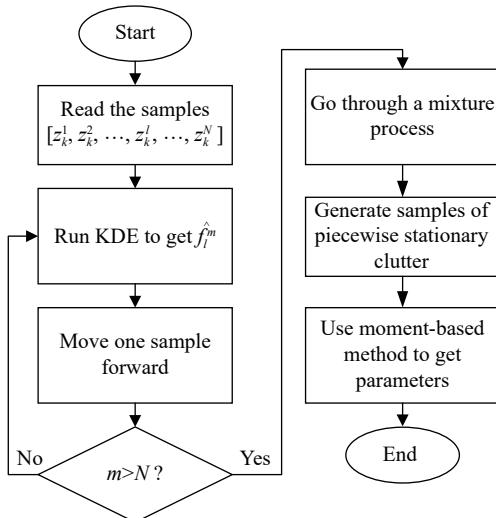 Start
Read the samples
[z_k^1, z_k^2, ⋯, z_k^l, ⋯, z_k^N]
Run KDE to get \hat{f}_l^m
Move one sample
forward
No
m>N?
Yes
Go through a mixture
process
Generate samples of
piecewise stationary
clutter
Use moment-based
method to get
parameters
End